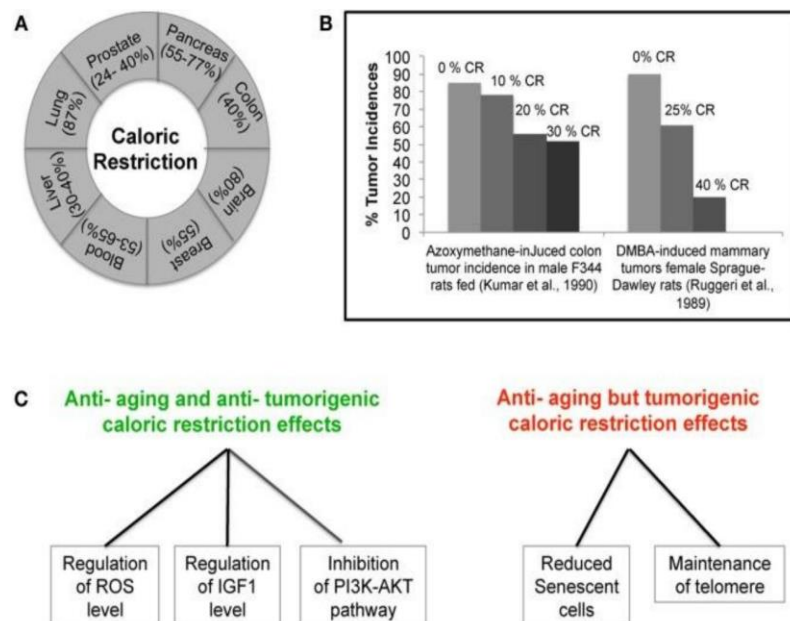 A
Prostate
(24- 40%)
Pancreas
(55-77%)
Colon
(40%)
Brain
(80%)
Breast
(55%)
Blood
(53-65%)
Liver
(30-40%)
Lung
(87%)
Caloric
Restriction
B
% Tumor Incidences
100
90
80
70
60
50
40
30
20
10
0
0 % CR
10 % CR
20 % CR
30 % CR
0% CR
25% CR
40 % CR
Azoxymethane-inJuced colon
tumor incidence in male F344
rats fed (Kumar et al., 1990)
DMBA-induced mammary
tumors female Sprague-
Dawley rats (Ruggeri et al.,
1989)
C
Anti- aging and anti- tumorigenic
caloric restriction effects
Regulation
of ROS
level
Regulation
of IGF1
level
Inhibition
of PI3K-AKT
pathway
Anti- aging but tumorigenic
caloric restriction effects
Reduced
Senescent
cells
Maintenance
of telomere